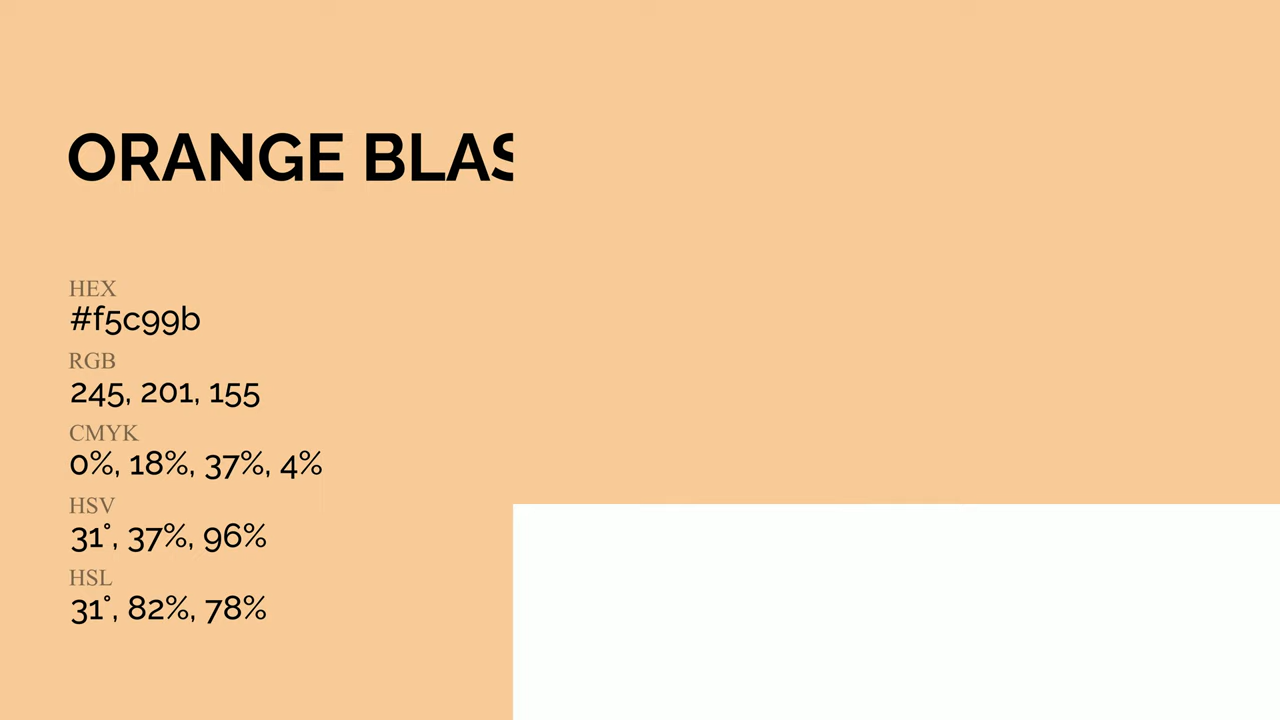 ORANGE
HEX
#f5c99b
RGB
245, 201, 155
CMYK
0%, 18%, 37%, 4%
HSV
31°, 37%, 96%
HSL
31°, 82%, 78%